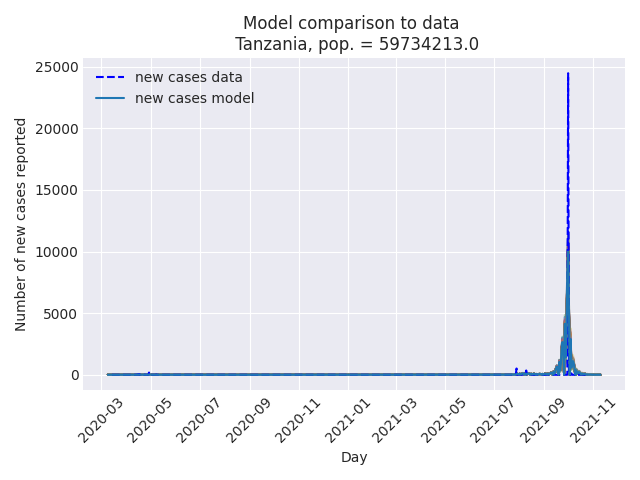 Model comparison to data
Tanzania, pop. = 59734213.0
new cases data
new cases model
Number of new cases reported
25000
20000
15000
10000
5000
0
2020-03
2020-05
2020-07
2020-09
2020-11
2021-01
2021-03
2021-05
2021-07
2021-09
2021-11
Day